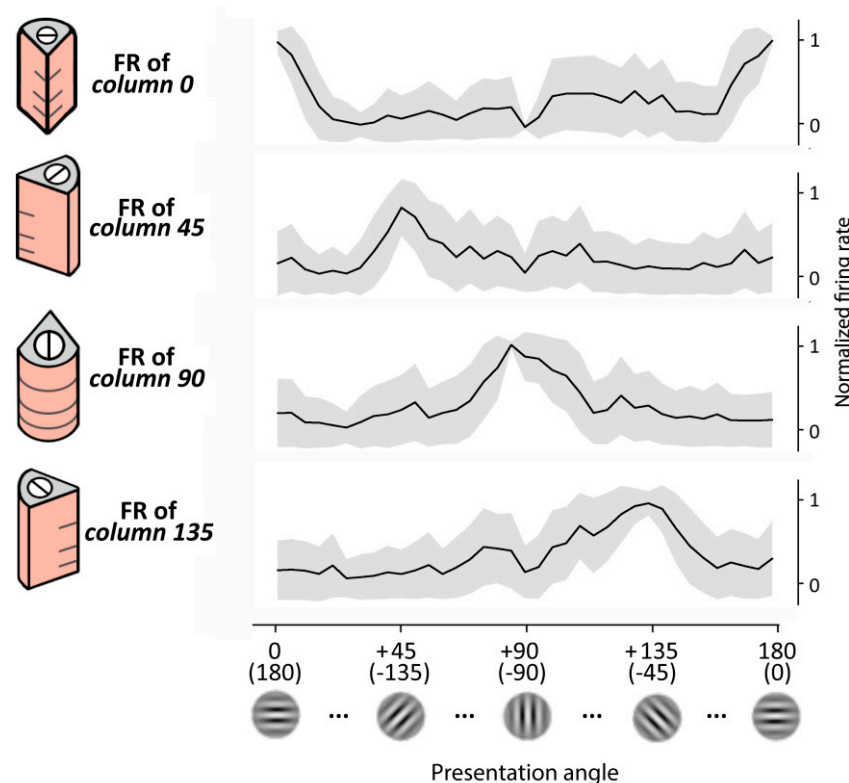 FR of
column 0
1
0
FR of
column 45
1
0
FR of
column 90
1
0
FR of
column 135
1
0
Normalized firing rate
0 +45 +90 +135 180
(180) (-135) (-90) (-45) (0)
... ... ... ...
Presentation angle